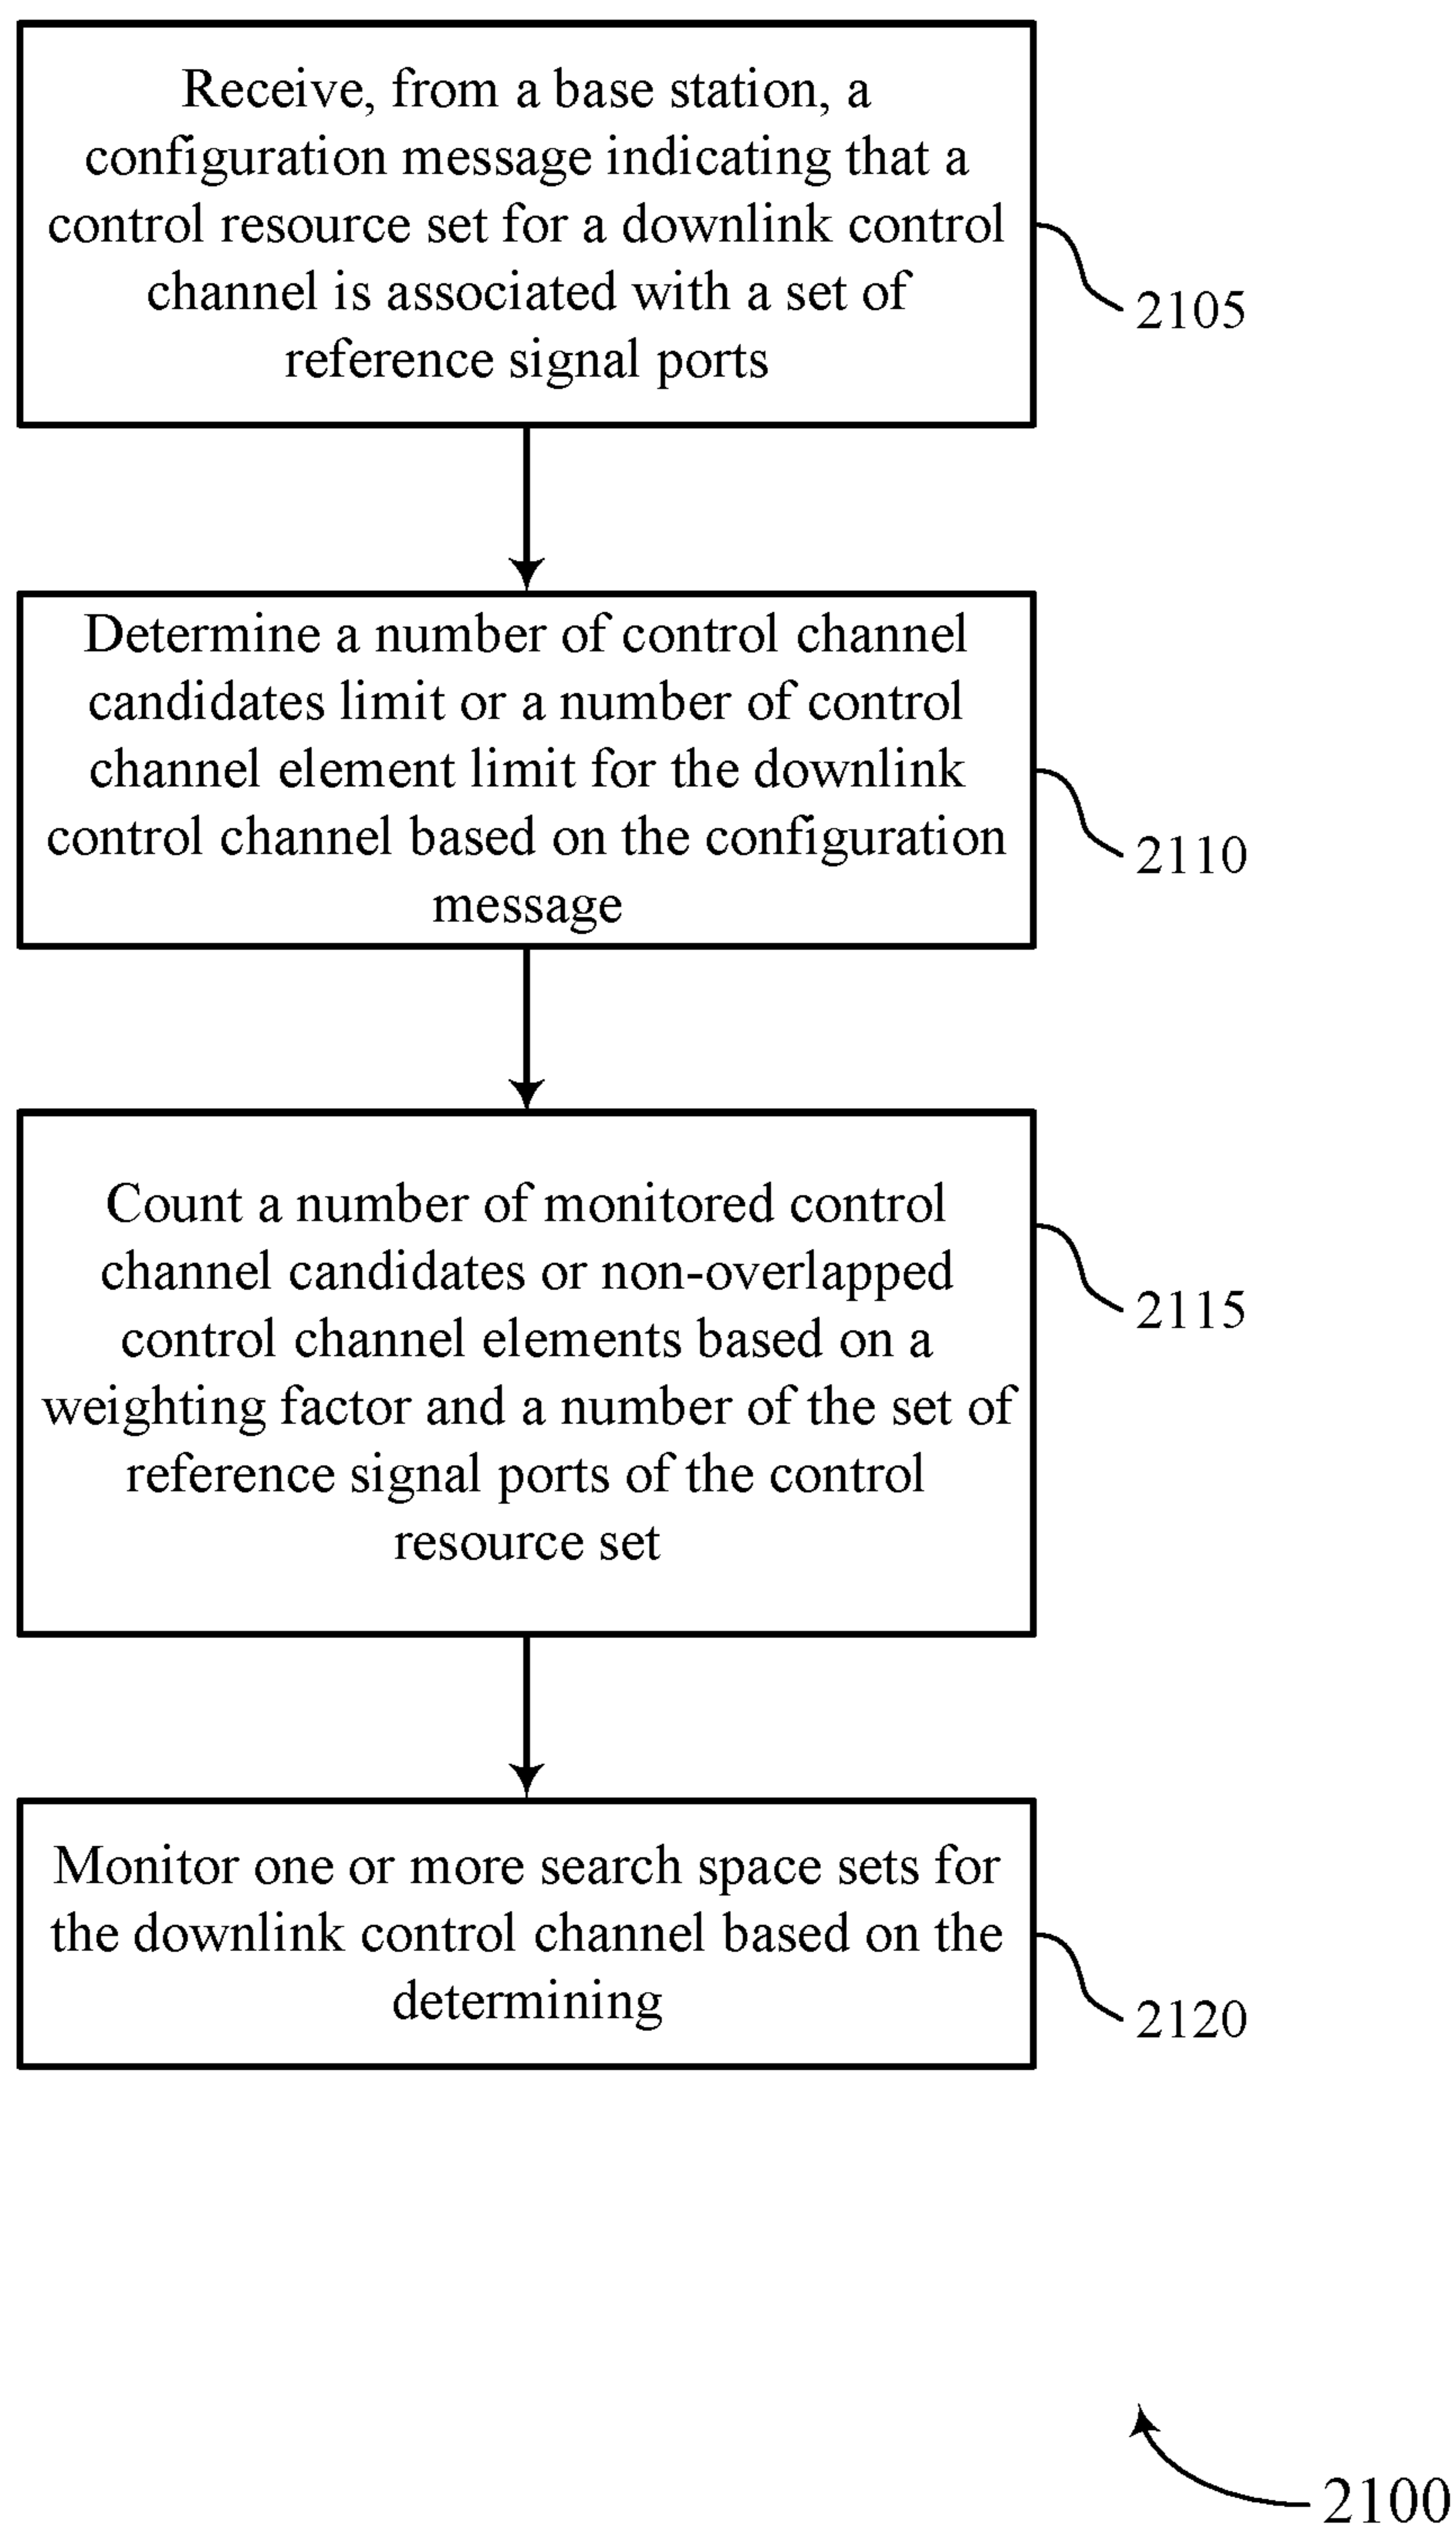 Receive, from a base station, a
configuration message indicating that a
control resource set for a downlink control
channel is associated with a set of
reference signal ports
2105
Determine a number of control channel
candidates limit or a number of control
channel element limit for the downlink
control channel based on the configuration
message
2110
Count a number of monitored control
channel candidates or non-overlapped
control channel elements based on a
weighting factor and a number of the set of
reference signal ports of the control
resource set
2115
Monitor one or more search space sets for
the downlink control channel based on the
determining
2120
2100